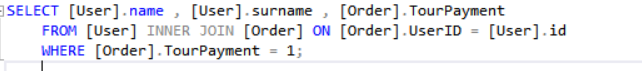 SELECT [User].name , [User].surname , [Order].TourPayment
FROM [User] INNER JOIN [Order] ON [Order].UserID = [User].id
WHERE [Order].TourPayment = 1;